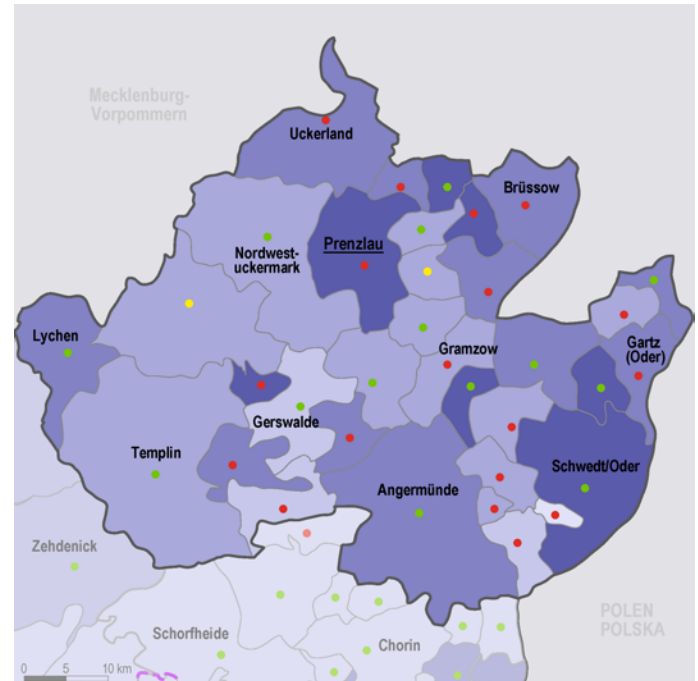 Mecklenburg-
Vorpommern
Uckerland
Brüssow
Prenzlau
Nordwest-
uckermark
Lychen
Gartz
(Oder)
Gramzow
Gerswalde
Templin
Schwedt/Oder
Angermünde
Zehdenick
POLEN
POLSKA
Schorfheide
Chorin
0 5 10 km